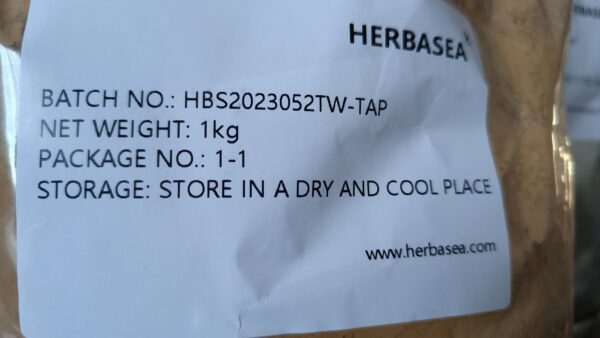 HERBASEA®
BATCH NO.: HBS2023052TW-TAP
NET WEIGHT: 1kg
PACKAGE NO.: 1-1
STORAGE: STORE IN A DRY AND COOL PLACE
www.herbasea.com